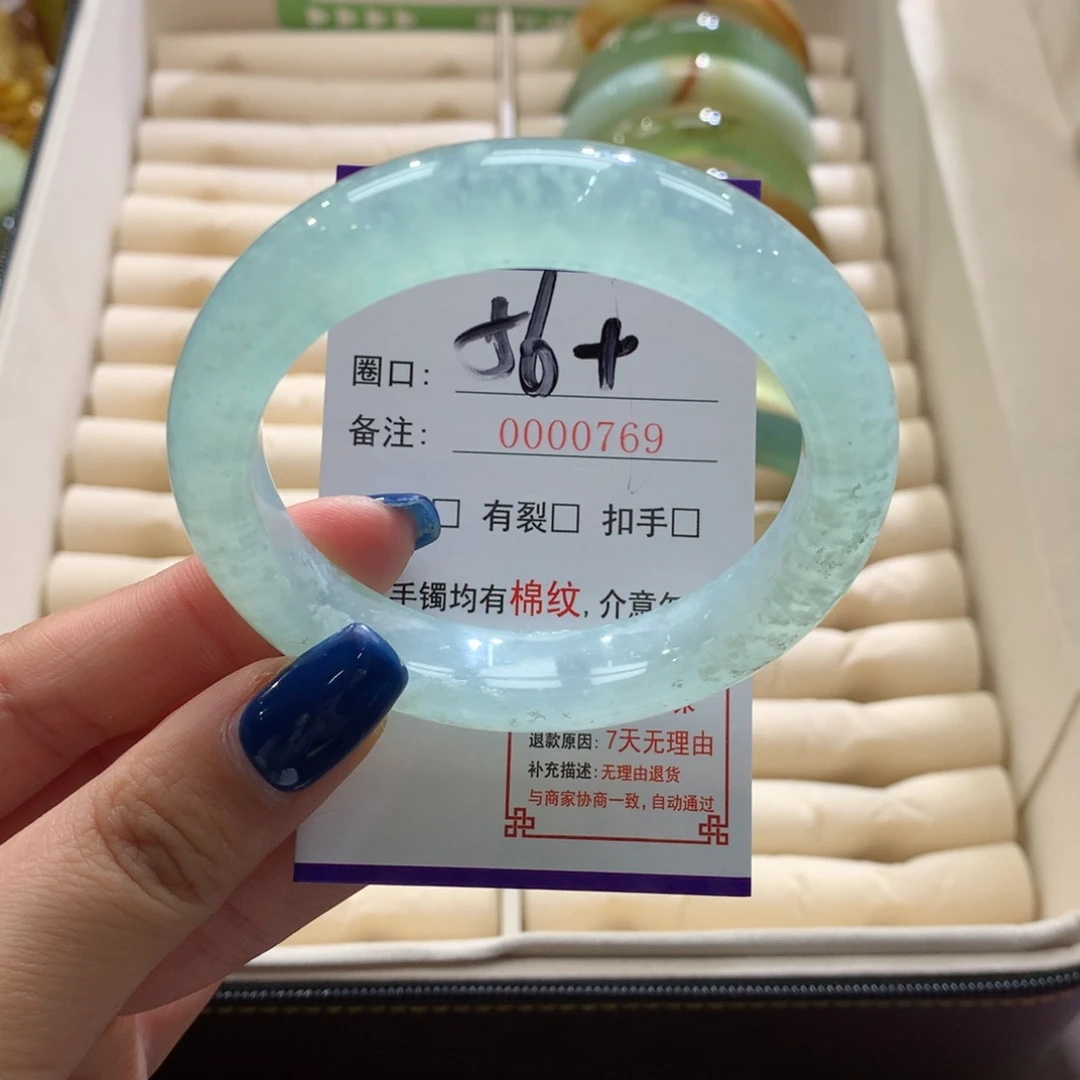 圈口: 56+
备注: 0000769
□ 有裂□ 扣手□
手镯均有棉纹, 介意勿
退款原因: 7天无理由
补充描述: 无理由退货
与商家协商一致, 自动通过